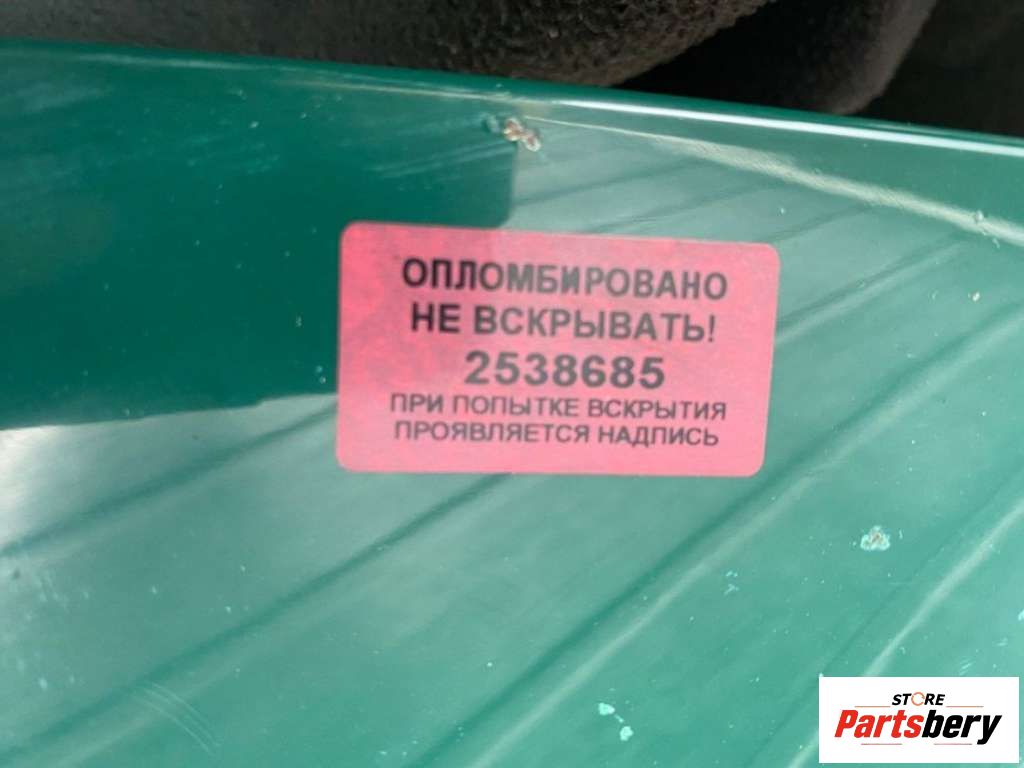 ОПЛОМБИРОВАНО
НЕ ВСКРЫВАТЬ!
2538685
ПРИ ПОПЫТКЕ ВСКРЫТИЯ
ПРОЯВЛЯЕТСЯ НАДПИСЬ
STORE
Partsbery